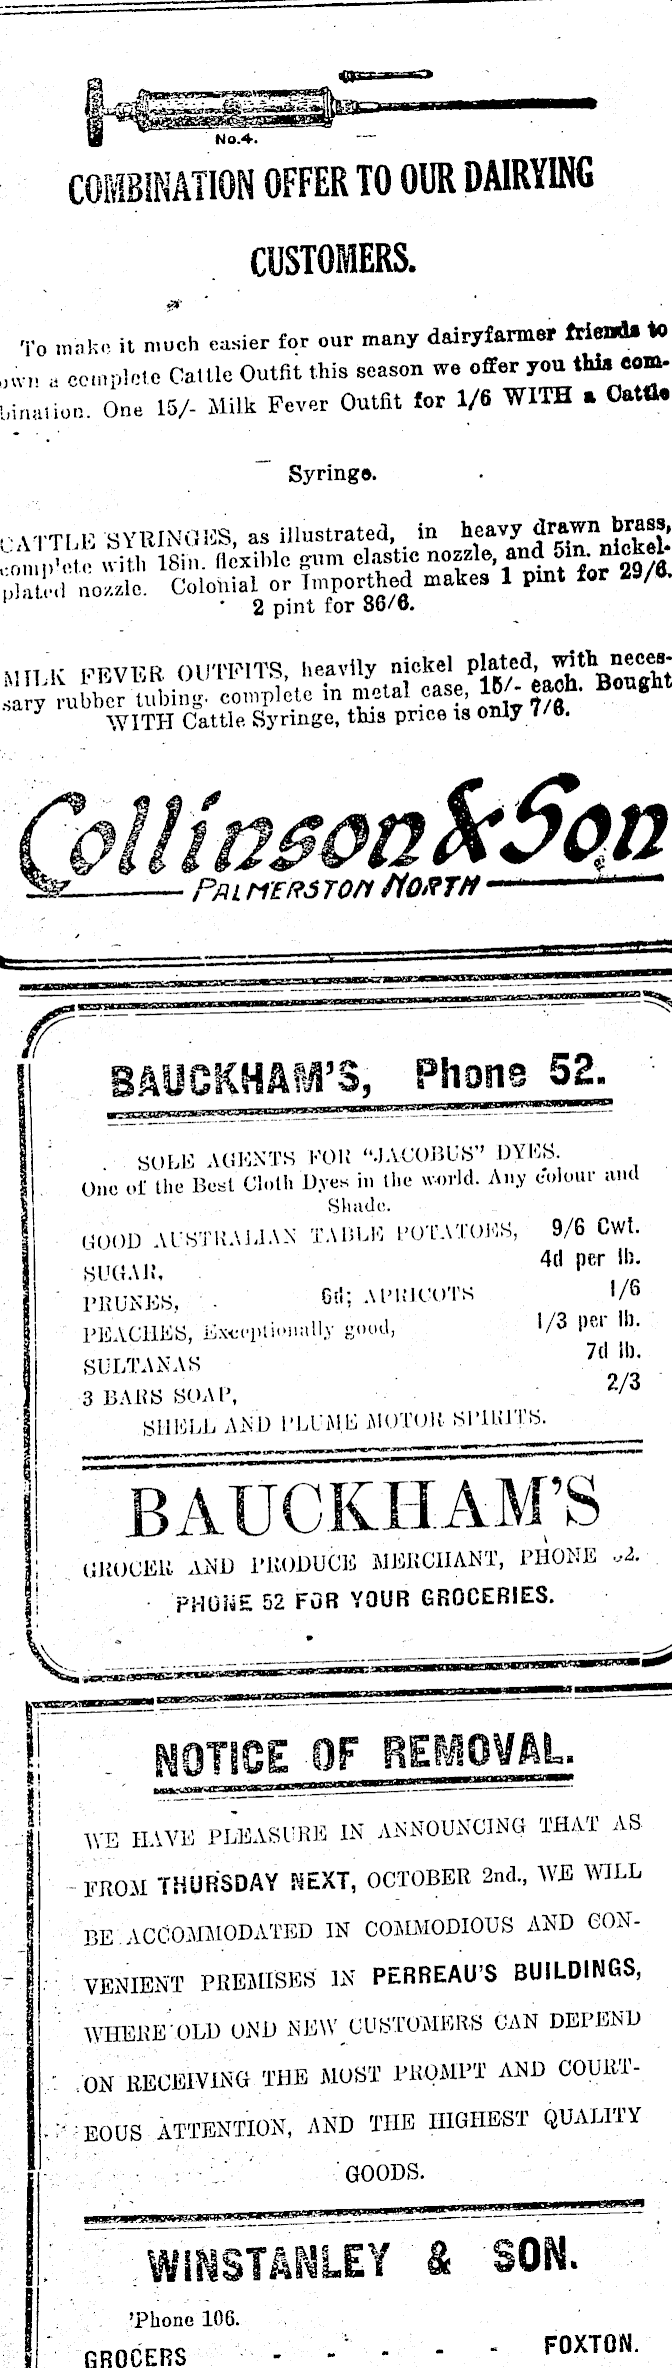 No.4.
COMBINATION OFFER TO OUR DAIRYING
CUSTOMERS.
To make it much easier for our many dairyfarmer friends to
own a complete Cattle Outfit this season we offer you this com-
bination. One 15/- Milk Fever Outfit for 1/6 WITH a Cattle
Syringe.
CATTLE SYRINGES, as illustrated, in heavy drawn brass,
complete with 18in. flexible gum elastic nozzle, and 5in. nickel-
plated nozzle. Colonial or Importhed makes 1 pint for 29/6.
2 pint for 36/6.
MILK FEVER OUTFITS, heavily nickel plated, with neces-
sary rubber tubing, complete in metal case, 15/- each. Bought
WITH Cattle Syringe, this price is only 7/6.
Collinson & Son
PALMERSTON NORTH
BAUCKHAM'S, Phone 52.
SOLE AGENTS FOR "JACOBUS" DYES.
One of the Best Cloth Dyes in the world. Any colour and
Shade.
GOOD AUSTRALIAN TABLE POTATOES, 9/6 Cwt.
SUGAR, 4d per lb.
PRUNES, 6d; APRICOTS 1/6
PEACHES, Exceptionally good, 1/3 per lb.
SULTANAS 7d lb.
3 BARS SOAP, 2/3
SHELL AND PLUME MOTOR SPIRITS.
BAUCKHAM'S
GROCER AND PRODUCE MERCHANT, PHONE 52.
PHONE 52 FOR YOUR GROCERIES.
NOTICE OF REMOVAL.
WE HAVE PLEASURE IN ANNOUNCING THAT AS
FROM THURSDAY NEXT, OCTOBER 2nd., WE WILL
BE ACCOMMODATED IN COMMODIOUS AND CON-
VENIENT PREMISES IN PERREAU'S BUILDINGS,
WHERE OLD OND NEW CUSTOMERS CAN DEPEND
ON RECEIVING THE MOST PROMPT AND COURT-
EOUS ATTENTION, AND THE HIGHEST QUALITY
GOODS.
WINSTANLEY & SON.
'Phone 106.
GROCERS - - - - - FOXTON.